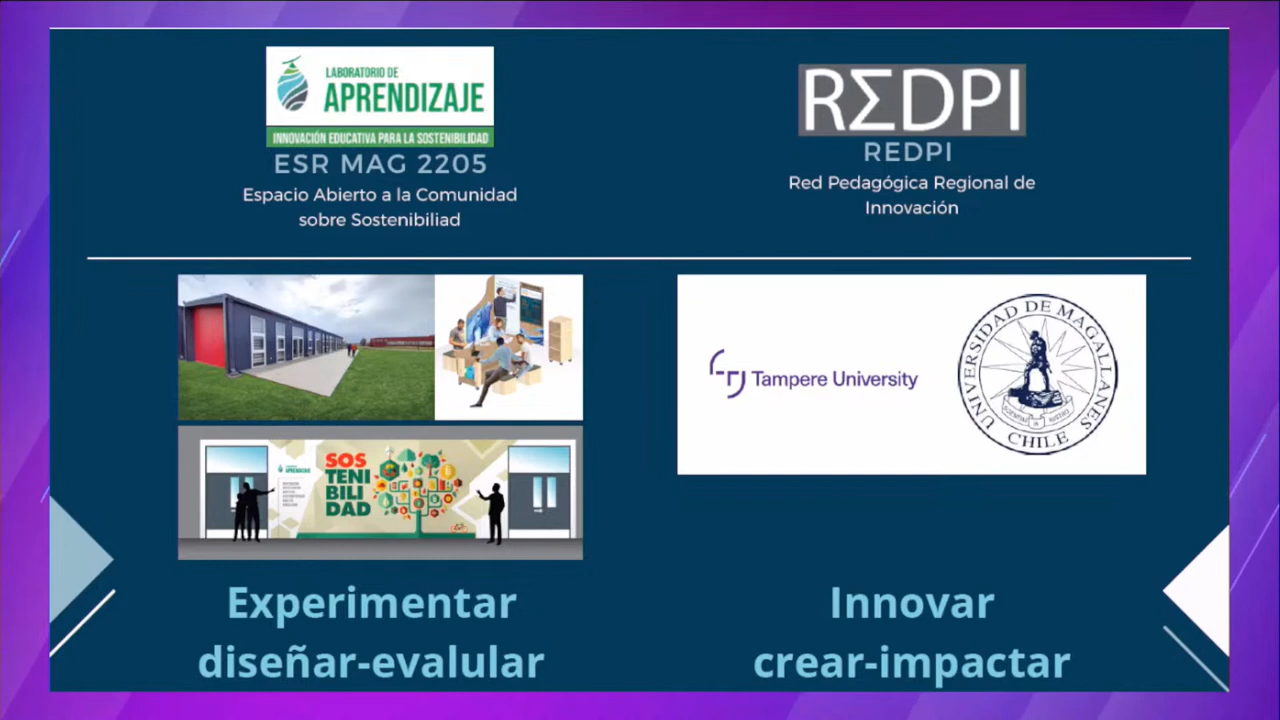 LABORATORIO DE
APRENDIZAJE
INNOVACIÓN EDUCATIVA PARA LA SOSTENIBILIDAD
ESR MAG 2205
Espacio Abierto a la Comunidad
sobre Sostenibiliad
RΣDPI
REDPI
Red Pedagógica Regional de
Innovación
APRENDIZAJE
SOS
TENI
BILI
DAD
Tampere University
UNIVERSIDAD DE MAGALLANES
CHILE
Experimentar
diseñar-evalular
Innovar
crear-impactar